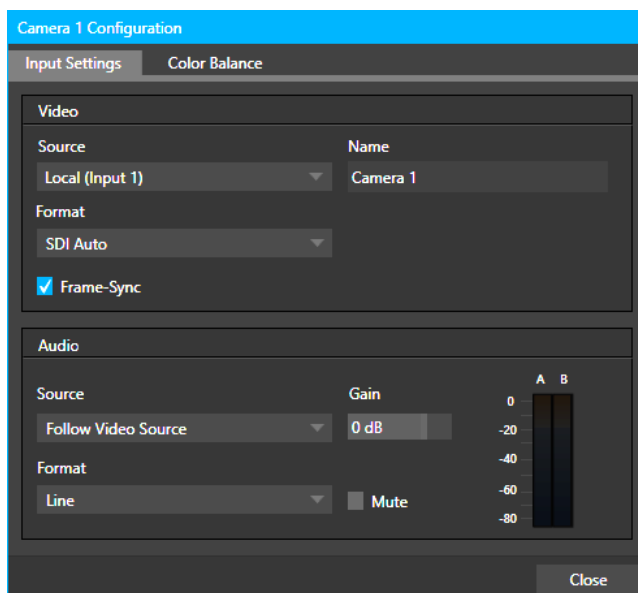 Camera 1 Configuration
Input Settings Color Balance
Video
Source Name
Local (Input 1) Camera 1
Format
SDI Auto
Frame-Sync
Audio
A B
Source Gain
0
Follow Video Source 0 dB
-20
Format
-40
Line Mute
-60
-80
Close